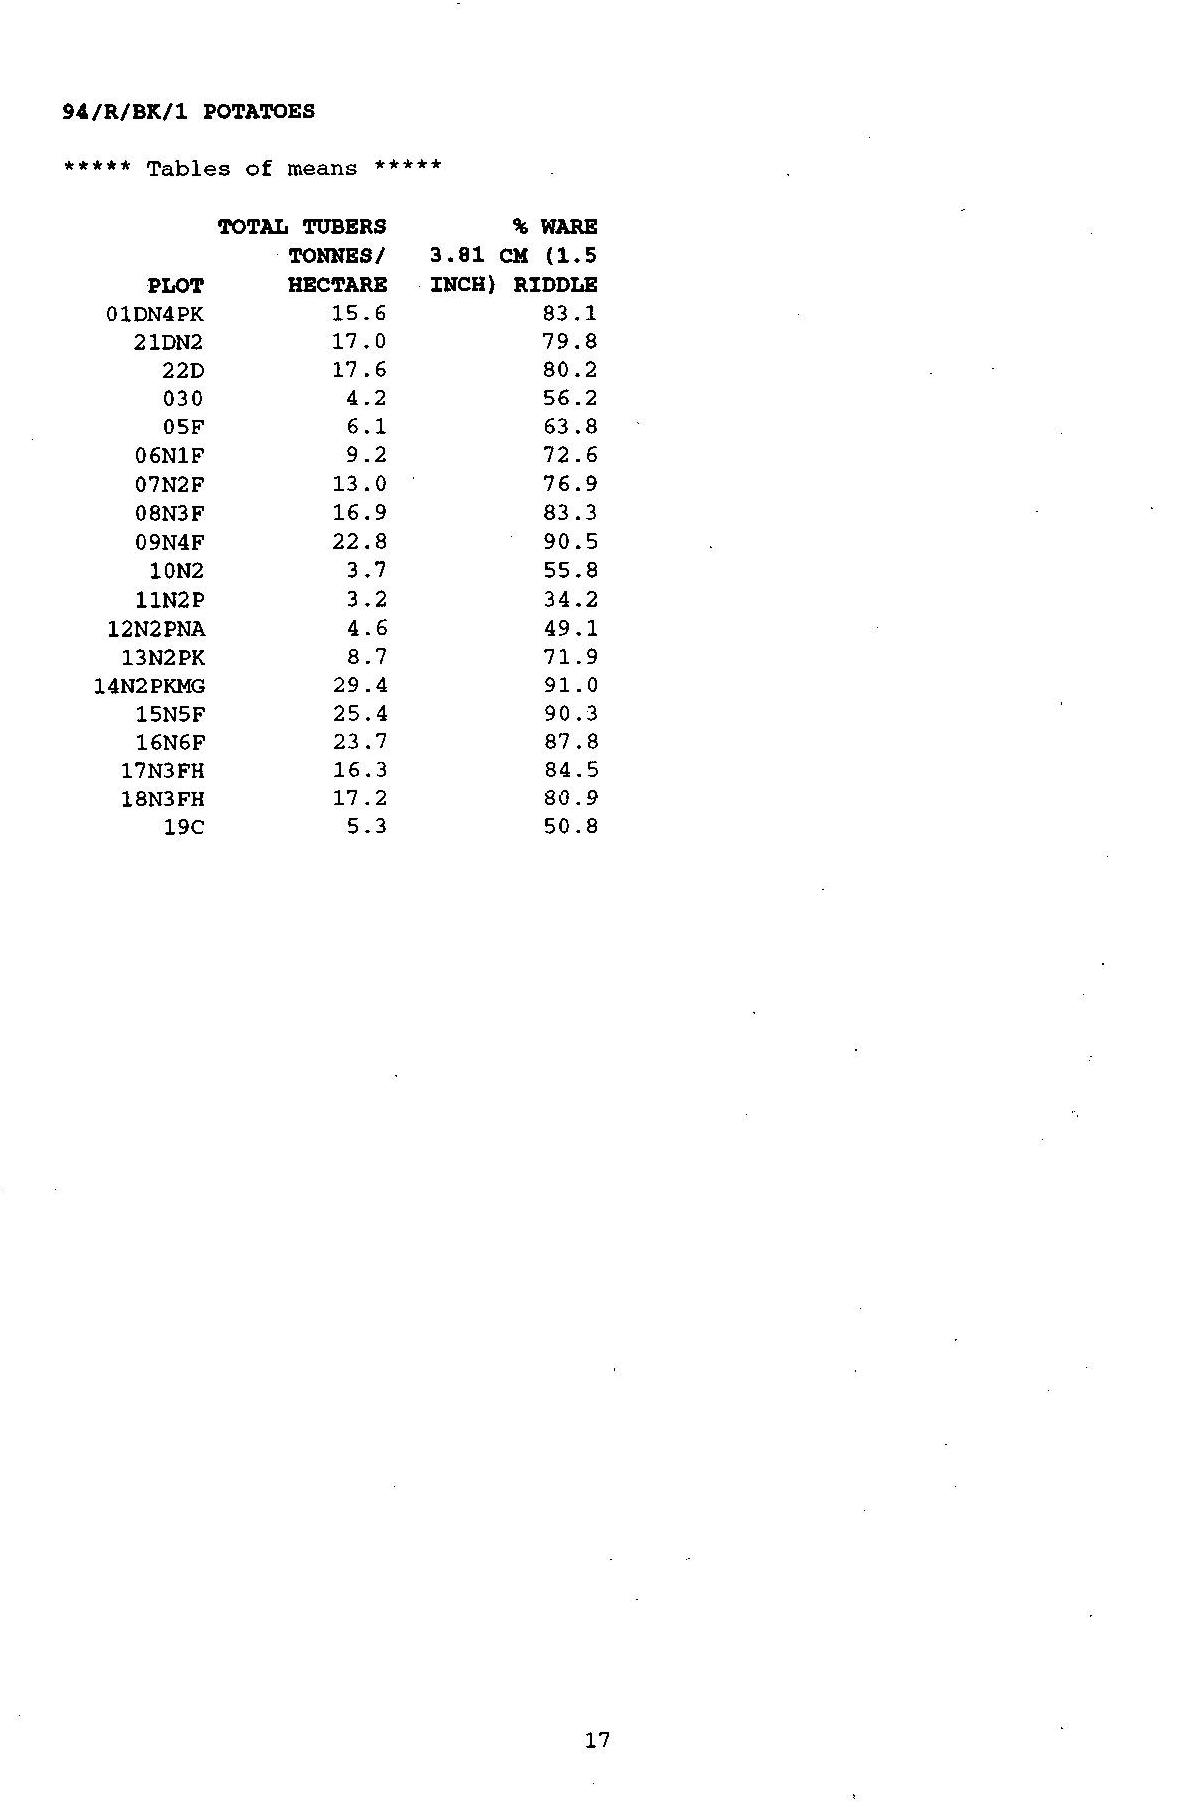 94/R/BK/1 POTATOES
***** Tables of means *****
TOTAL TUBERS % WARE
TONNES/ 3.81 CM (1.5
PLOT HECTARE INCH) RIDDLE
01DN4PK 15.6 83.1
21DN2 17.0 79.8
22D 17.6 80.2
030 4.2 56.2
05F 6.1 63.8
06N1F 9.2 72.6
07N2F 13.0 76.9
08N3F 16.9 83.3
09N4F 22.8 90.5
10N2 3.7 55.8
11N2P 3.2 34.2
12N2PNA 4.6 49.1
13N2PK 8.7 71.9
14N2PKMG 29.4 91.0
15N5F 25.4 90.3
16N6F 23.7 87.8
17N3FH 16.3 84.5
18N3FH 17.2 80.9
19C 5.3 50.8
17